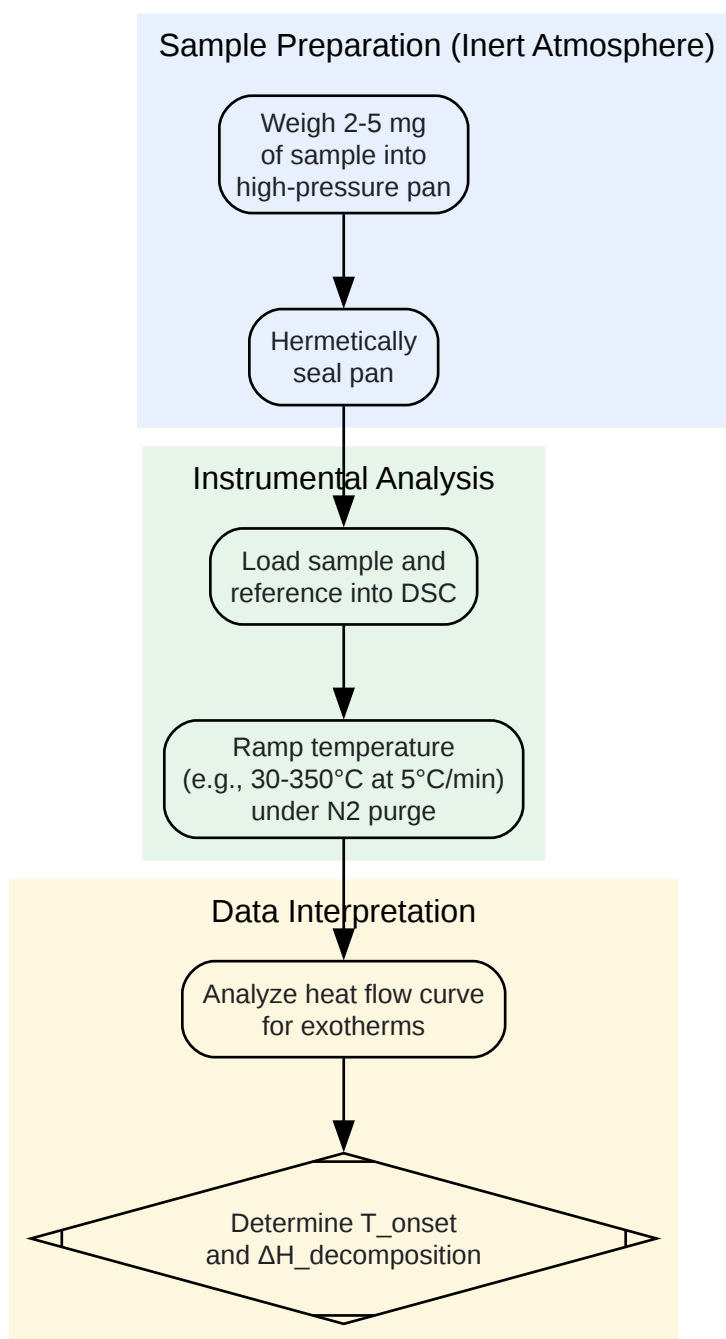 Sample Preparation (Inert Atmosphere)
Weigh 2-5 mg
of sample into
high-pressure pan
Hermetically
seal pan
Instrumental Analysis
Load sample and
reference into DSC
Ramp temperature
(e.g., 30-350°C at 5°C/min)
under N2 purge
Data Interpretation
Analyze heat flow curve
for exotherms
Determine T_onset
and ΔH_decomposition